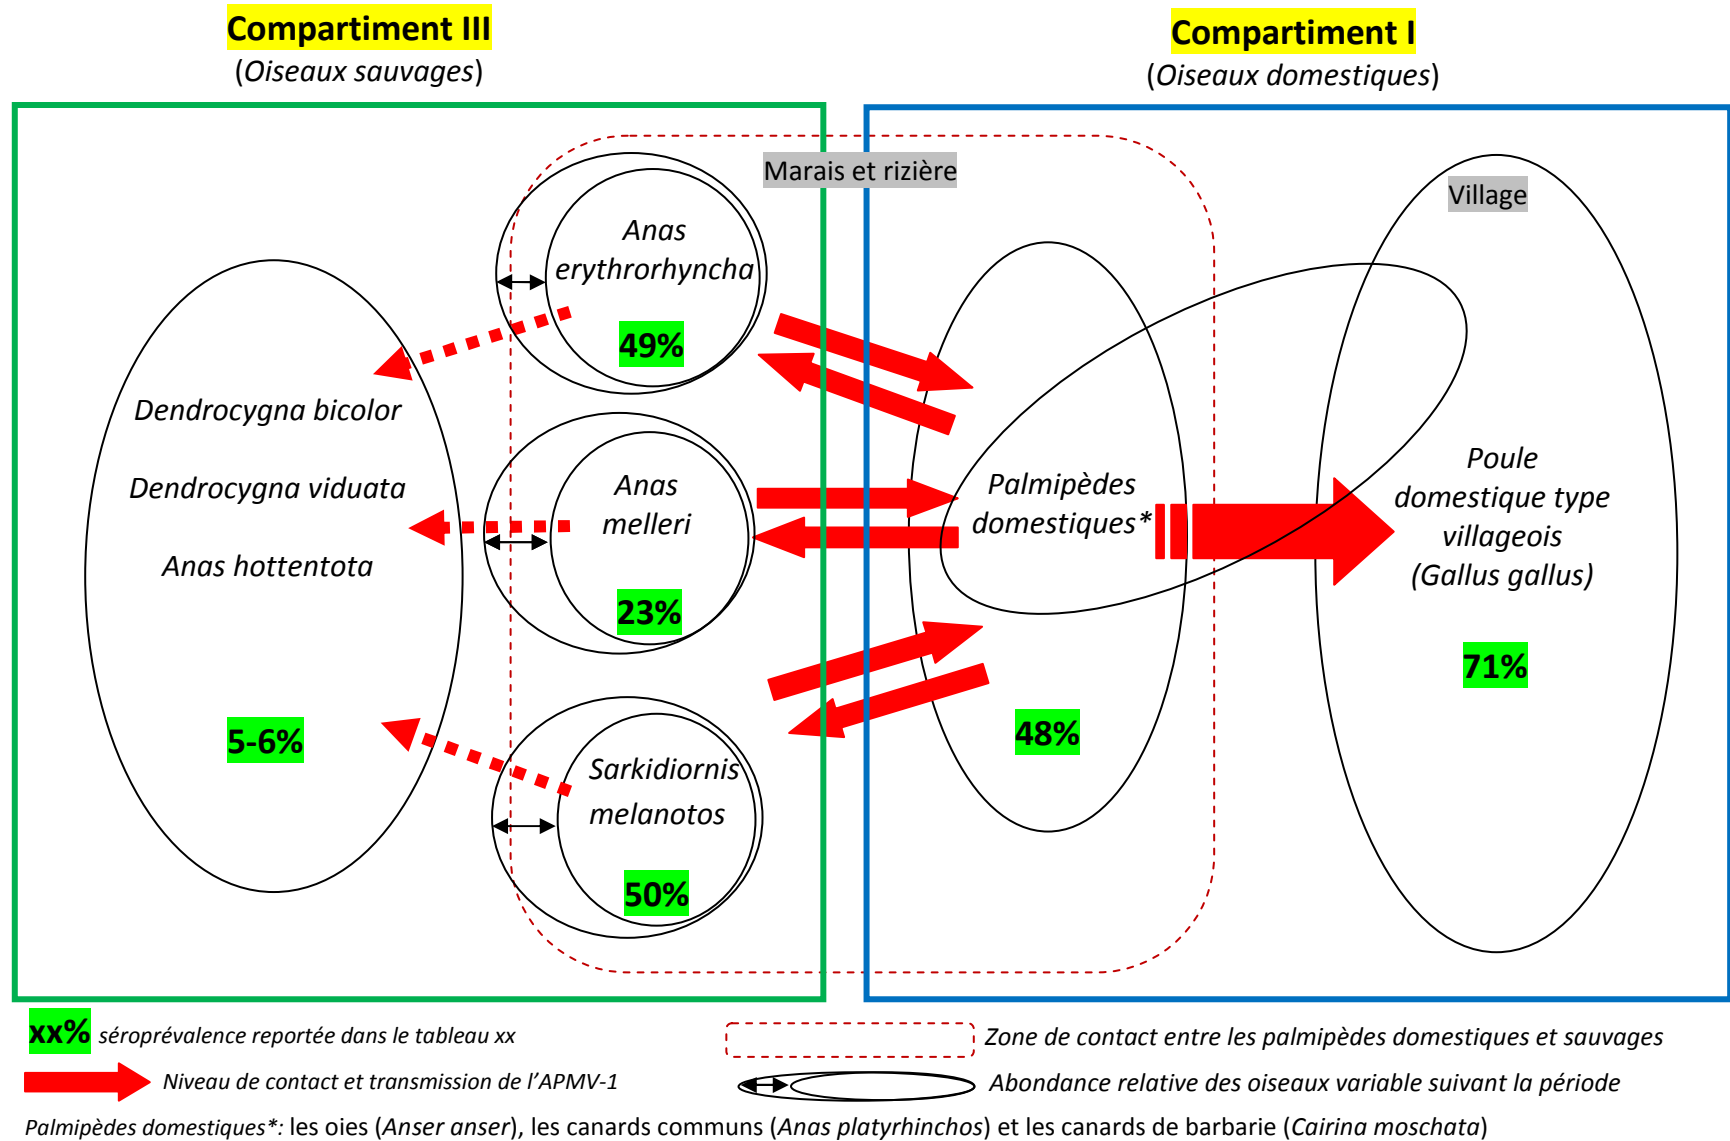 Compartiment III
(Oiseaux sauvages)
Compartiment I
(Oiseaux domestiques)
Marais et rizière
Village
Anas
erythrorhyncha
49%
Dendrocygna bicolor
Dendrocygna viduata
Anas hottentota
5-6%
Anas
melleri
23%
Sarkidiornis
melanotos
50%
Palmipèdes
domestiques*
48%
Poule
domestique type
villageois
(Gallus gallus)
71%
xx% séroprévalence reportée dans le tableau xx
Zone de contact entre les palmipèdes domestiques et sauvages
Niveau de contact et transmission de l'APMV-1
Abondance relative des oiseaux variable suivant la période
Palmipèdes domestiques*: les oies (Anser anser), les canards communs (Anas platyrhinchos) et les canards de barbarie (Cairina moschata)